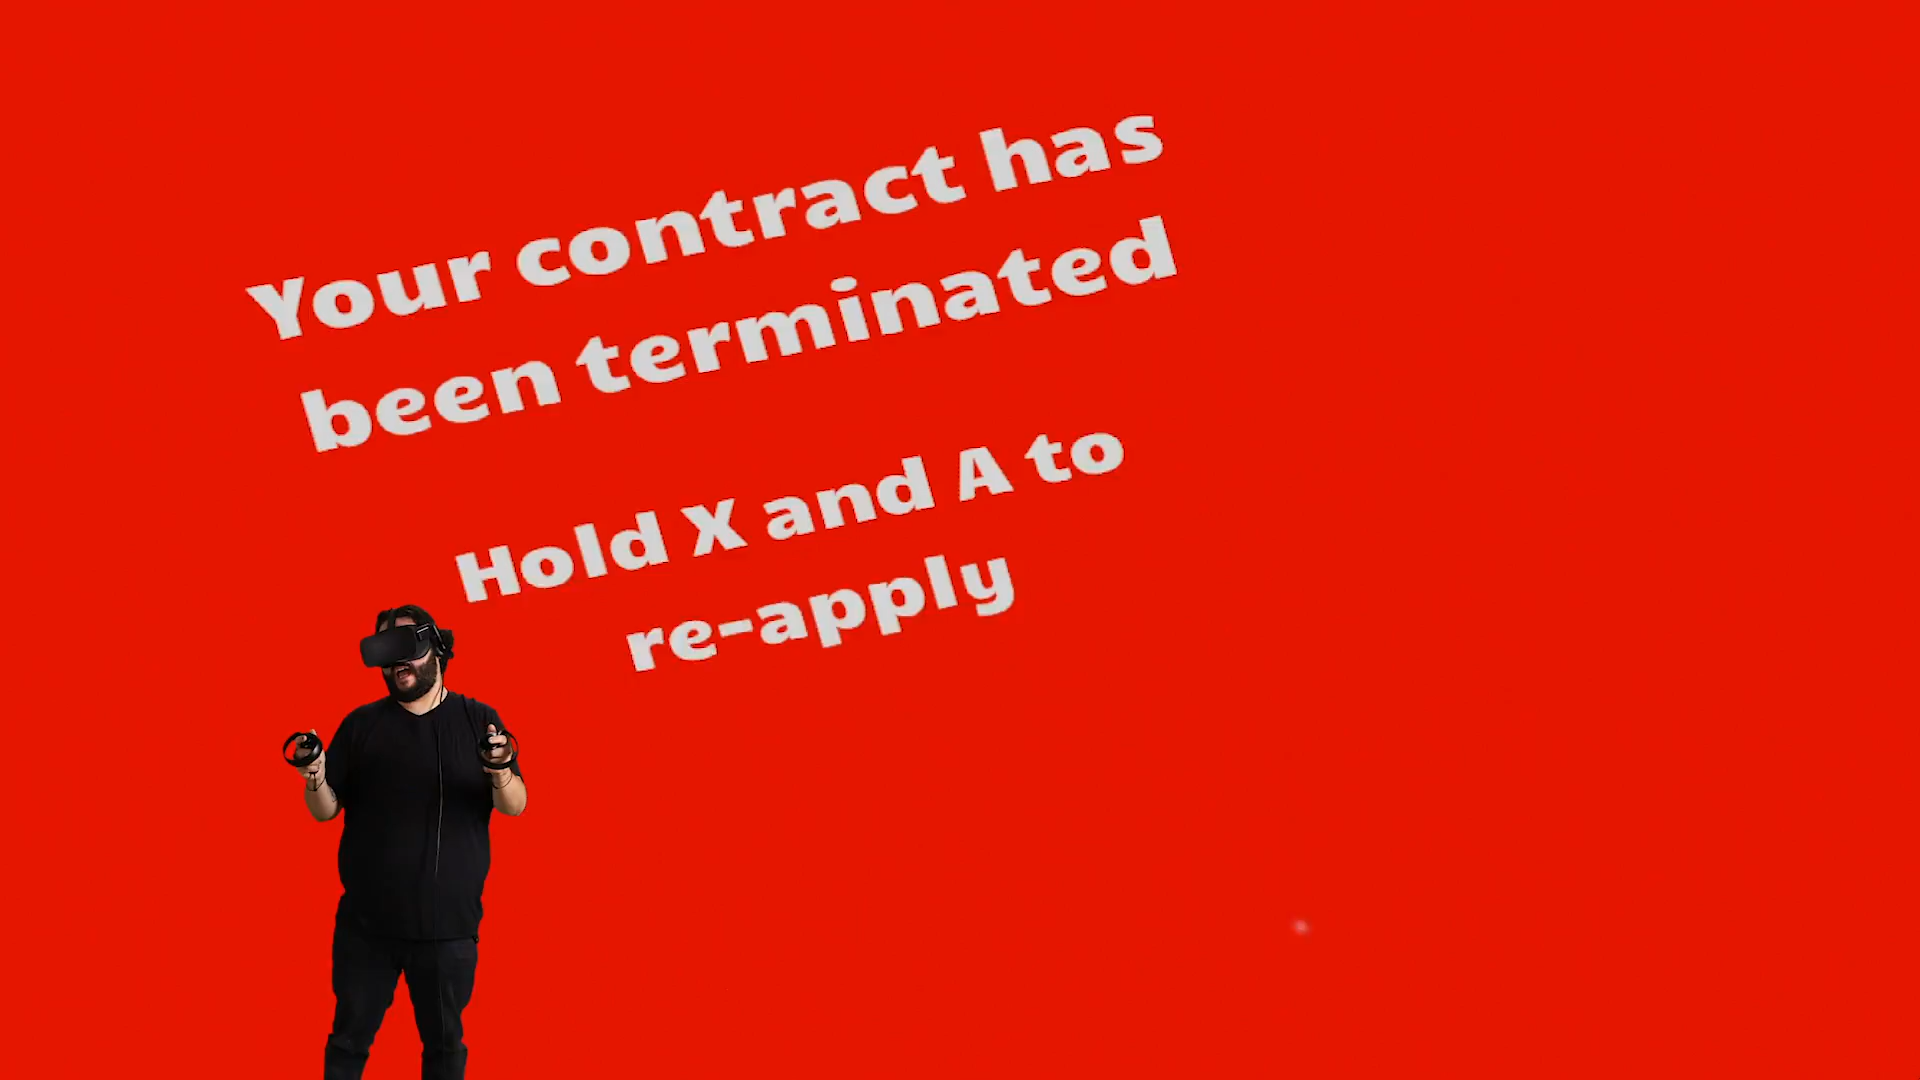 Your contract has
been terminated
Hold X and A to
re-apply